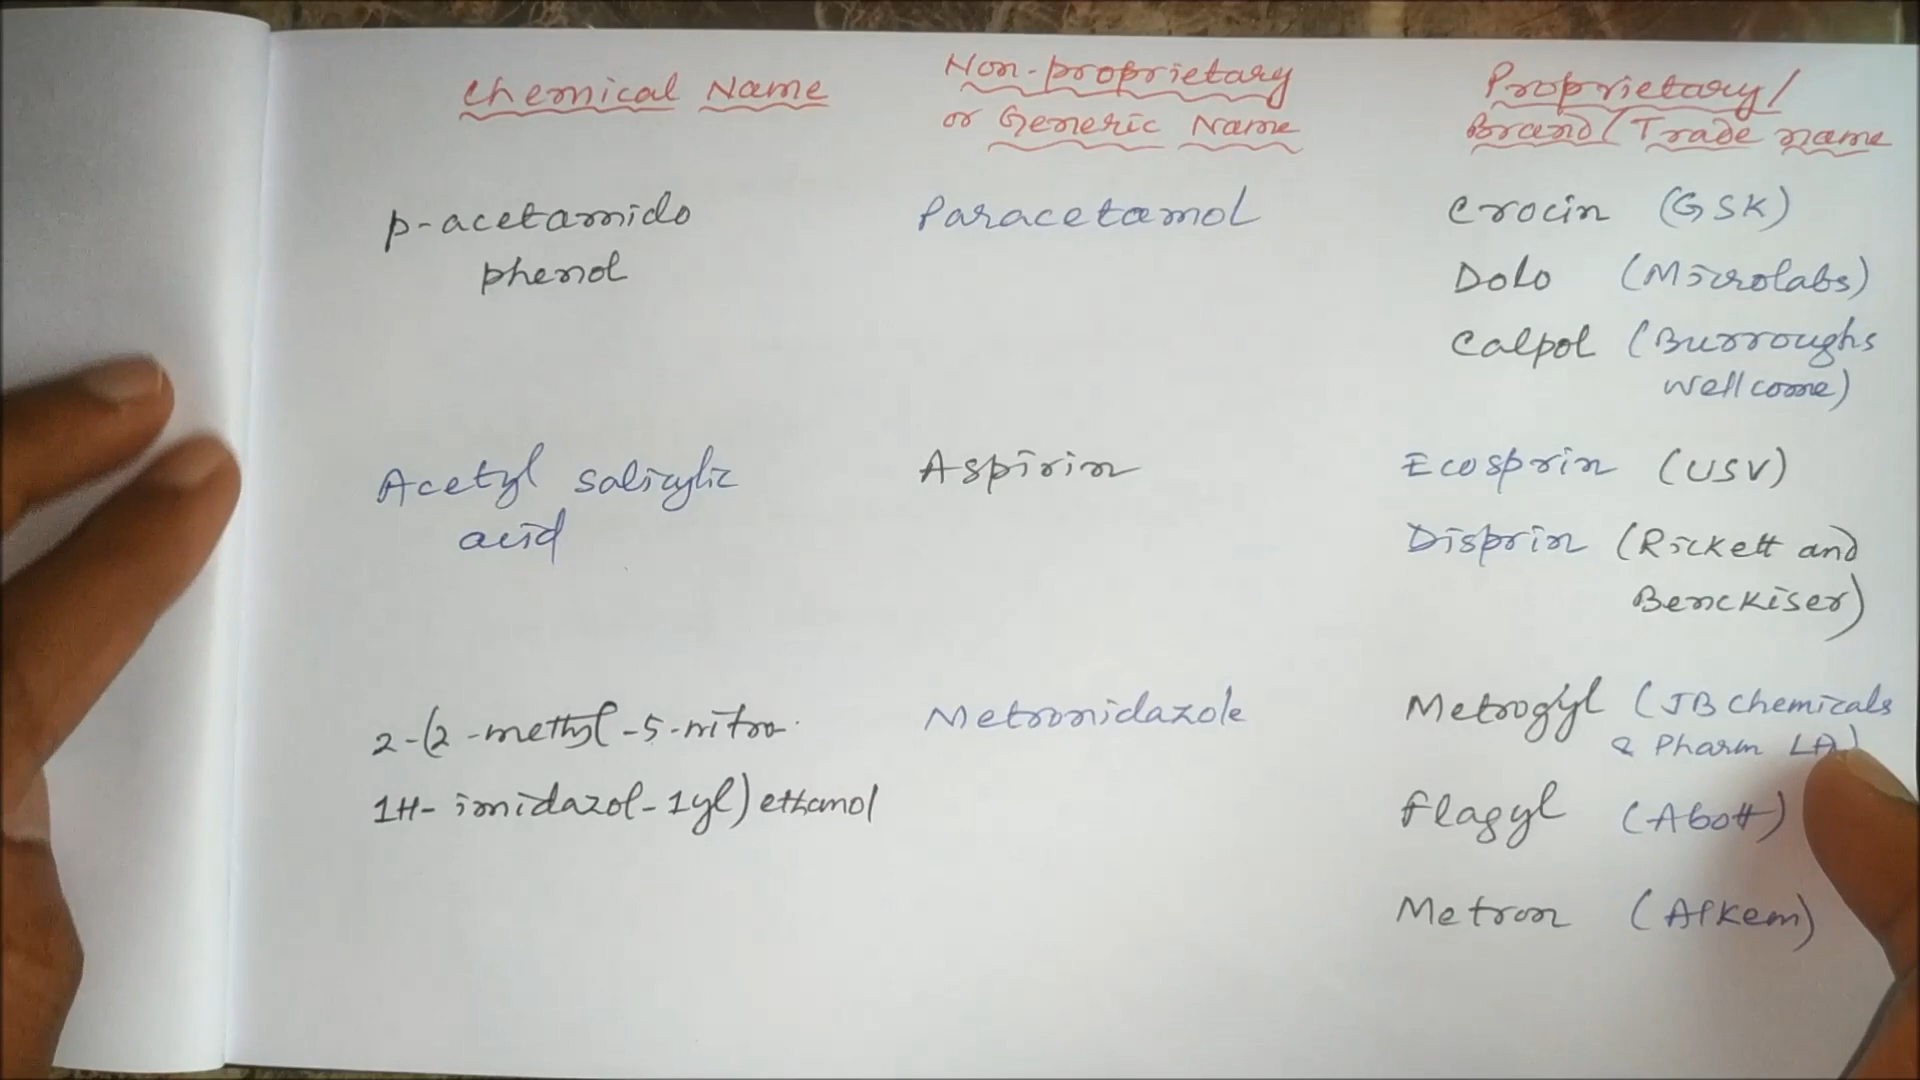 Chemical Name
Non-proprietary
or Generic Name
Proprietary/
Brand/Trade name
p-acetamido
phenol
Paracetamol
Crocin (GSK)
Dolo (Microlabs)
Calpol (Burroughs
wellcome)
Acetyl salicylic
acid
Aspirin
Ecosprin (USV)
Disprin (Rickett and
Benckiser)
2-(2-methyl-5-nitro-
1H-imidazol-1yl)ethanol
Metronidazole
Metrogyl (JB Chemicals
& Pharm
Flagyl (Abott)
Metron (Alkem)